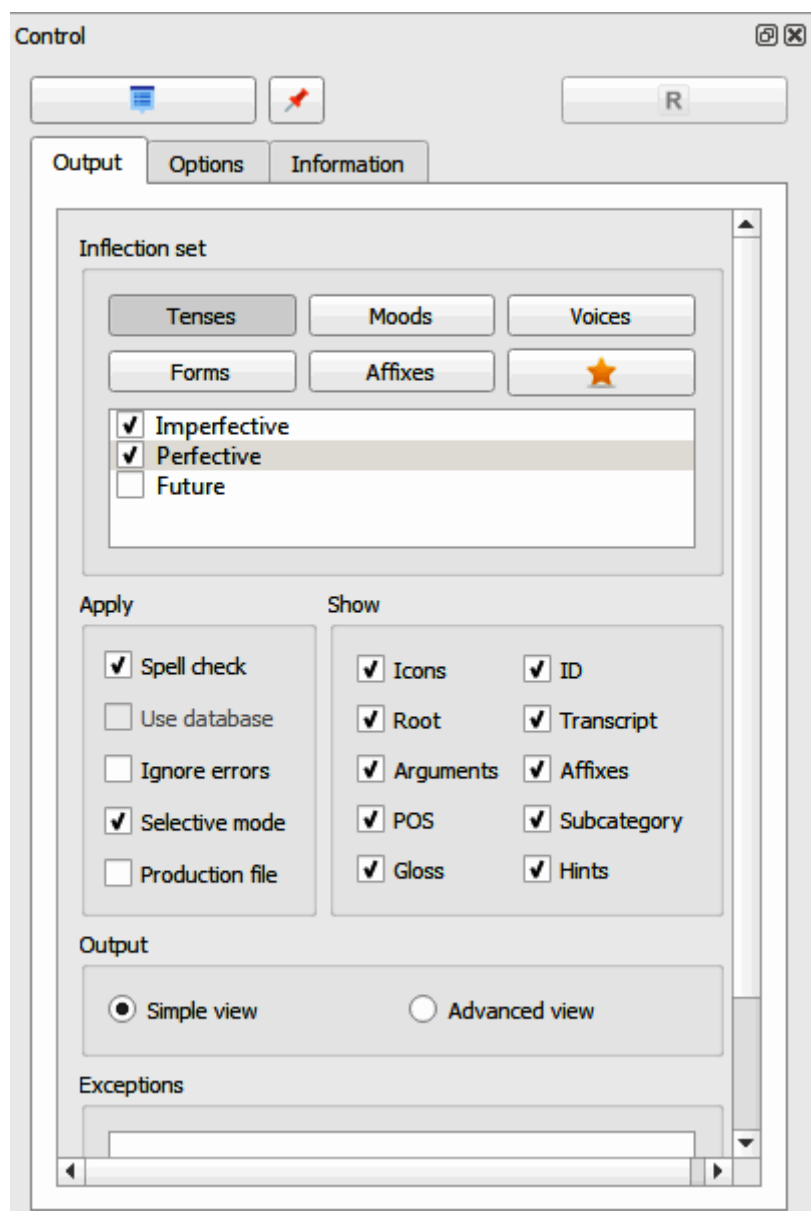 Control
R
Output Options Information
Inflection set
Tenses Moods Voices
Forms Affixes
Imperfective
Perfective
Future
Apply Show
Spell check Icons ID
Use database Root Transcript
Ignore errors Arguments Affixes
Selective mode POS Subcategory
Production file Gloss Hints
Output
Simple view Advanced view
Exceptions